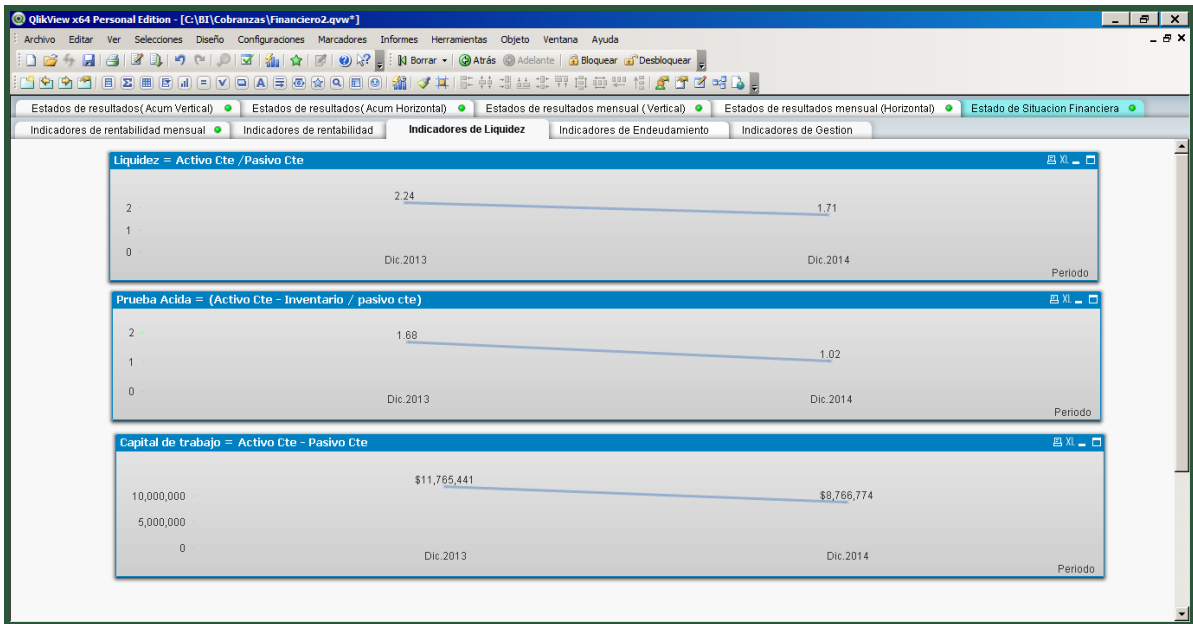 QlikView x64 Personal Edition - [C:\BI\Cobranzas\Financiero2.qvw*]
Archivo Editar Ver Selecciones Diseño Configuraciones Marcadores Informes Herramientas Objeto Ventana Ayuda
Borrar Atrás Adelante Bloquear Desbloquear
Estados de resultados( Acum Vertical) Estados de resultados( Acum Horizontal) Estados de resultados mensual ( Vertical) Estados de resultados mensual (Horizontal) Estado de Situacion Financiera
Indicadores de rentabilidad mensual Indicadores de rentabilidad Indicadores de Liquidez Indicadores de Endeudamiento Indicadores de Gestion
Liquidez = Activo Cte /Pasivo Cte XL
2.24
2 1.71
1
0
Dic.2013 Dic.2014
Periodo
Prueba Acida = (Activo Cte - Inventario / pasivo cte) XL
2 1.68
1.02
1
0
Dic.2013 Dic.2014
Periodo
Capital de trabajo = Activo Cte - Pasivo Cte XL
$11,765,441
10,000,000 $8,766,774
5,000,000
0
Dic.2013 Dic.2014
Periodo